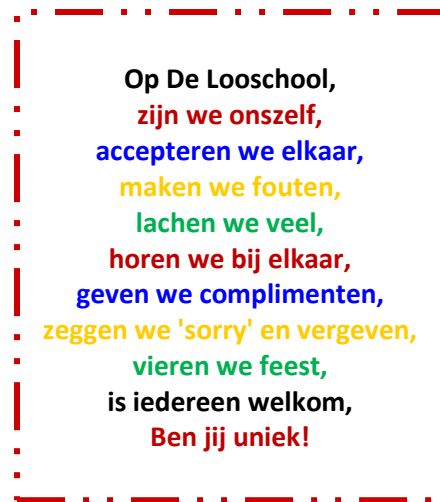 Op De Looschool,
zijn we onszelf,
accepteren we elkaar,
maken we fouten,
lachen we veel,
horen we bij elkaar,
geven we complimenten,
zeggen we 'sorry' en vergeven,
vieren we feest,
is iedereen welkom,
Ben jij uniek!